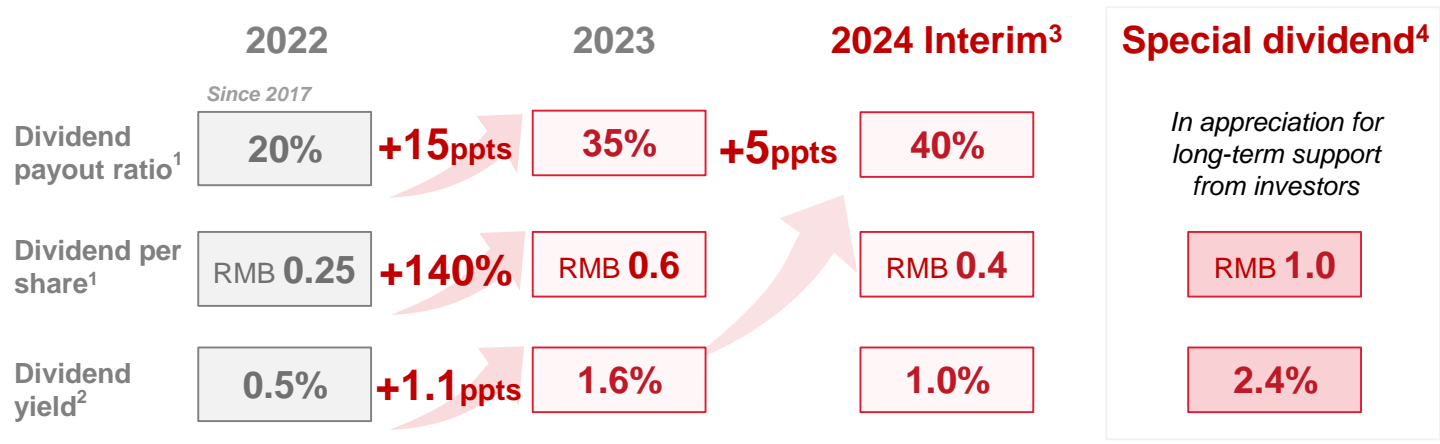 2022 2023 2024 Interim3 Special dividend4
Since 2017
Dividend
payout ratio1
20% +15ppts 35% +5ppts 40%
In appreciation for
long-term support
from investors
Dividend per
share1
RMB 0.25 +140% RMB 0.6 RMB 0.4 RMB 1.0
Dividend
yield2
0.5% +1.1ppts 1.6% 1.0% 2.4%